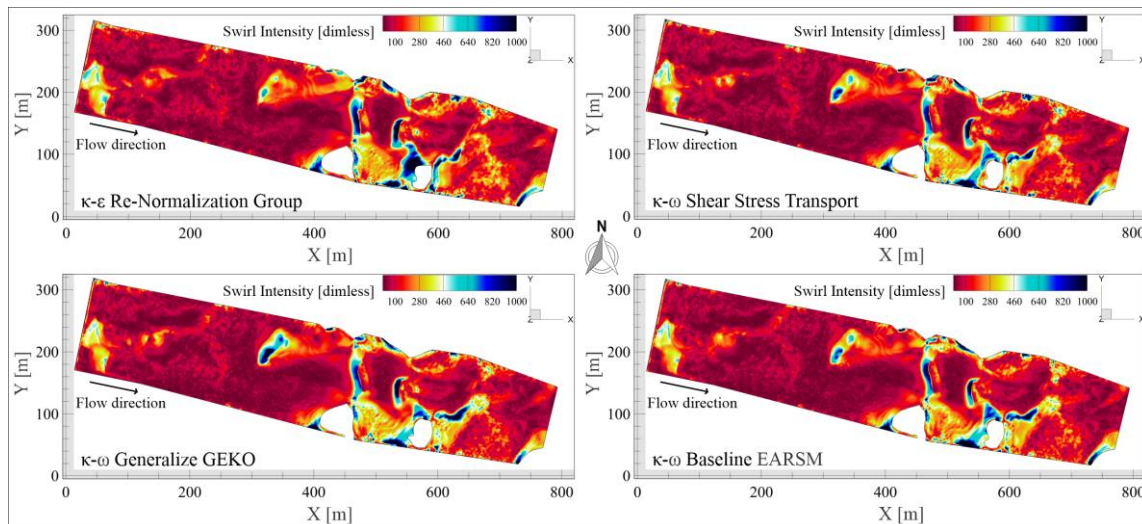 Swirl Intensity [dimless]
100 280 460 640 820 1000
Y
Z
X
300
200
100
0
Y [m]
Flow direction
κ-ε Re-Normalization Group
0 200 400 600 800
X [m]
Swirl Intensity [dimless]
100 280 460 640 820 1000
Y
Z
X
300
200
100
0
Y [m]
Flow direction
κ-ω Shear Stress Transport
0 200 400 600 800
X [m]
N
Swirl Intensity [dimless]
100 280 460 640 820 1000
Y
Z
X
300
200
100
0
Y [m]
Flow direction
κ-ω Generalize GEKO
0 200 400 600 800
X [m]
Swirl Intensity [dimless]
100 280 460 640 820 1000
Y
Z
X
300
200
100
0
Y [m]
Flow direction
κ-ω Baseline EARSM
0 200 400 600 800
X [m]